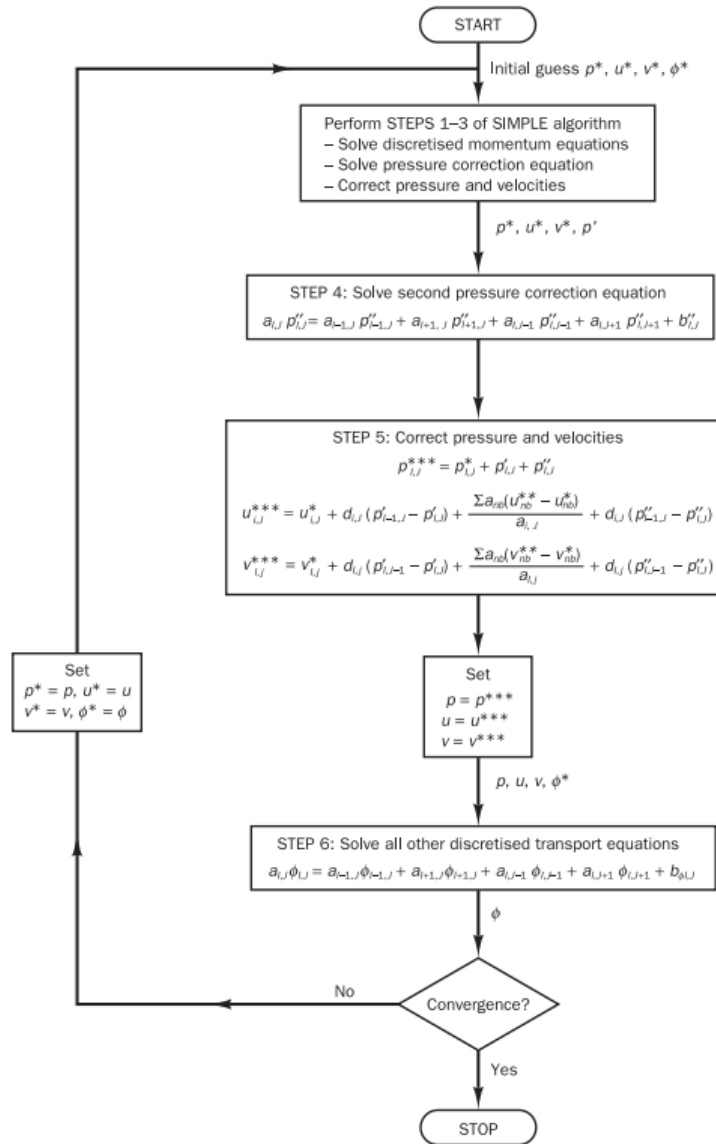 START
Initial guess p*, u*, v*, ϕ*
Perform STEPS 1–3 of SIMPLE algorithm
– Solve discretised momentum equations
– Solve pressure correction equation
– Correct pressure and velocities
p*, u*, v*, p′
STEP 4: Solve second pressure correction equation
a_{I,J} p″_{I,J} = a_{I–1,J} p″_{I–1,J} + a_{I+1,J} p″_{I+1,J} + a_{I,J–1} p″_{I,J–1} + a_{I,J+1} p″_{I,J+1} + b″_{I,J}
STEP 5: Correct pressure and velocities
p***_{I,J} = p*_{I,J} + p′_{I,J} + p″_{I,J}
u***_{i,J} = u*_{i,J} + d_{i,J} (p′_{I–1,J} – p′_{I,J}) + Σa_{nb}(u**_{nb} – u*_{nb}) / a_{i,J} + d_{i,J} (p″_{I–1,J} – p″_{I,J})
v***_{I,j} = v*_{I,j} + d_{I,j} (p′_{I,J–1} – p′_{I,J}) + Σa_{nb}(v**_{nb} – v*_{nb}) / a_{I,j} + d_{I,j} (p″_{I,J–1} – p″_{I,J})
Set
p* = p, u* = u
v* = v, ϕ* = ϕ
Set
p = p***
u = u***
v = v***
p, u, v, ϕ*
STEP 6: Solve all other discretised transport equations
a_{I,J}ϕ_{I,J} = a_{I–1,J}ϕ_{I–1,J} + a_{I+1,J}ϕ_{I+1,J} + a_{I,J–1} ϕ_{I,J–1} + a_{I,J+1} ϕ_{I,J+1} + b_{ϕI,J}
ϕ
No
Convergence?
Yes
STOP